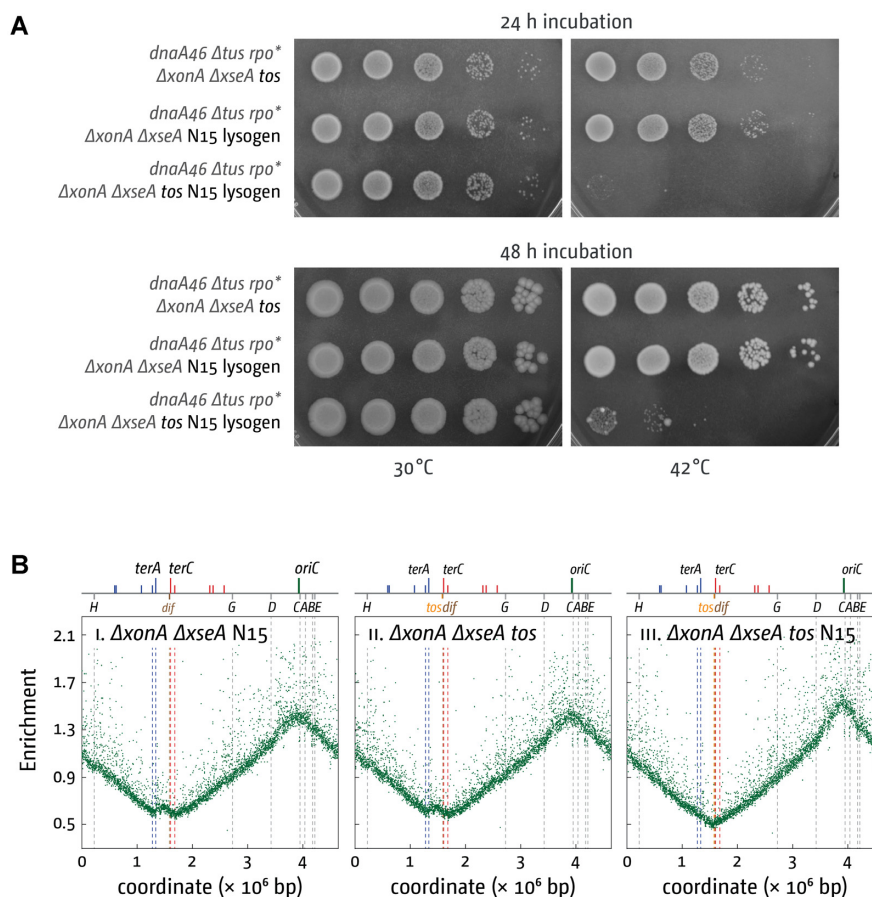 A
24 h incubation
dnaA46 Δtus rpo*
ΔxonA ΔxseA tos
dnaA46 Δtus rpo*
ΔxonA ΔxseA N15 lysogen
dnaA46 Δtus rpo*
ΔxonA ΔxseA tos N15 lysogen
48 h incubation
dnaA46 Δtus rpo*
ΔxonA ΔxseA tos
dnaA46 Δtus rpo*
ΔxonA ΔxseA N15 lysogen
dnaA46 Δtus rpo*
ΔxonA ΔxseA tos N15 lysogen
30°C 42°C
B
terA terC oriC terA terC oriC terA terC oriC
H dif G D CABE H tos dif G D CABE H tos dif G D CABE
I. ΔxonA ΔxseA N15 II. ΔxonA ΔxseA tos III. ΔxonA ΔxseA tos N15
2.1
1.7
1.3
0.9
0.5
Enrichment
0 1 2 3 4 0 1 2 3 4 0 1 2 3 4
coordinate (× 10⁶ bp) coordinate (× 10⁶ bp) coordinate (× 10⁶ bp)